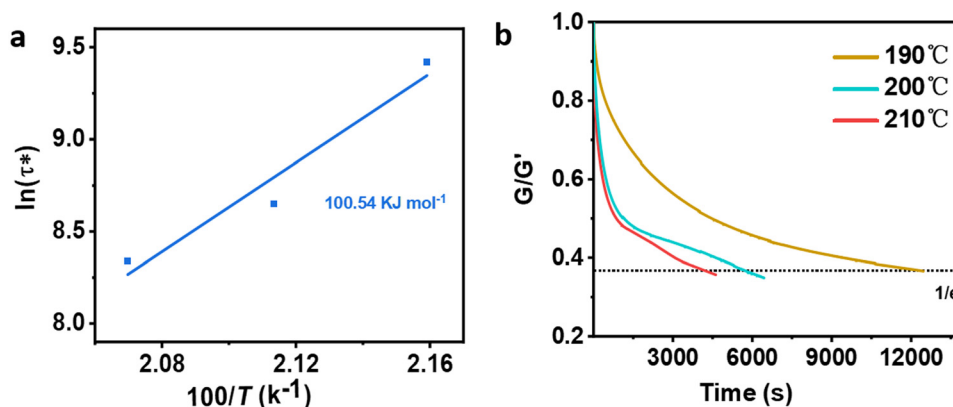 a
9.5
9.0
8.5
8.0
ln(τ*)
100.54 KJ mol-1
2.08
2.12
2.16
100/T (k-1)
b
1.0
0.8
0.6
0.4
0.2
G/G'
190℃
200℃
210℃
1/e
3000
6000
9000
12000
Time (s)